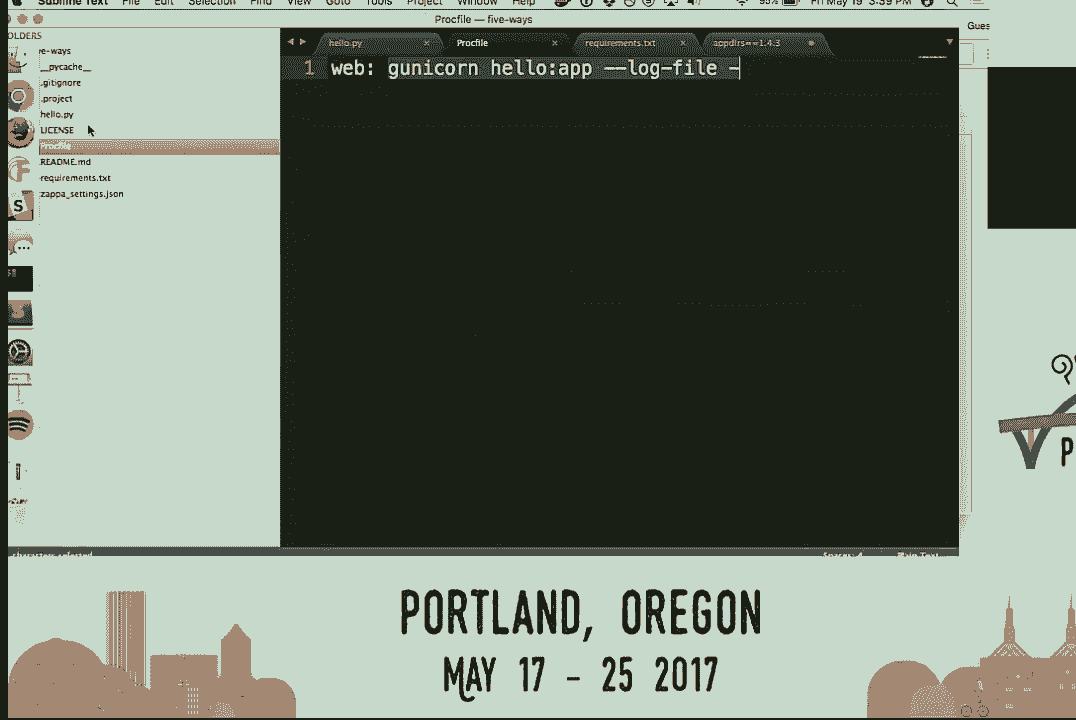 Sublime Text File Edit Selection Find View Goto Tools Project Window Help 95% Fri May 19 3:39 PM
Procfile — five-ways
Gues
OLDERS
hello.py × Procfile × requirements.txt × appdirs==1.4.3
re-ways
__pycache__
.gitignore
.project
hello.py
LICENSE
Procfile
README.md
requirements.txt
zappa_settings.json
1 web: gunicorn hello:app --log-file -
characters selected Spaces: 4 Plain Text
PORTLAND, OREGON
MAY 17 - 25 2017
P